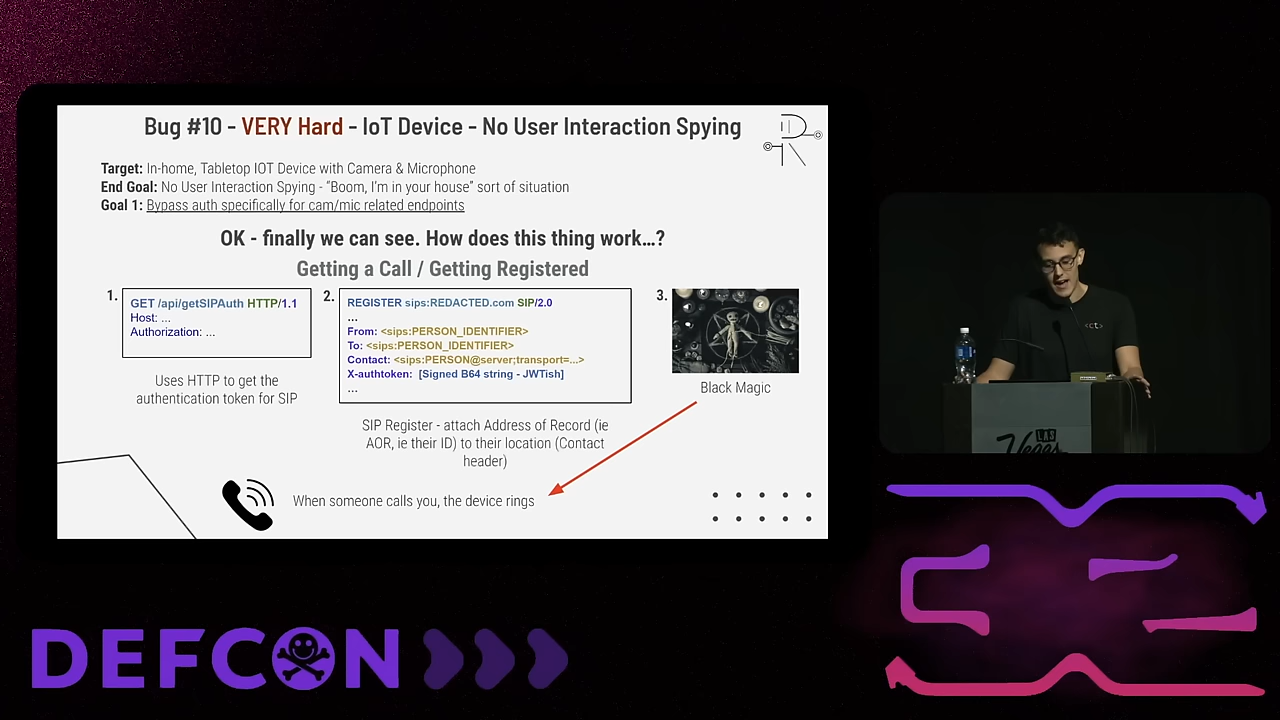 Bug #10 - VERY Hard - IoT Device - No User Interaction Spying
Target: In-home, Tabletop IOT Device with Camera & Microphone
End Goal: No User Interaction Spying - “Boom, I’m in your house” sort of situation
Goal 1: Bypass auth specifically for cam/mic related endpoints
OK - finally we can see. How does this thing work…?
Getting a Call / Getting Registered
1.
GET /api/getSIPAuth HTTP/1.1
Host: ...
Authorization: ...
Uses HTTP to get the
authentication token for SIP
2.
REGISTER sips:REDACTED.com SIP/2.0
...
From: <sips:PERSON_IDENTIFIER>
To: <sips:PERSON_IDENTIFIER>
Contact: <sips:PERSON@server;transport=...>
X-authtoken: [Signed B64 string - JWTish]
...
SIP Register - attach Address of Record (ie
AOR, ie their ID) to their location (Contact
header)
3.
Black Magic
When someone calls you, the device rings
<ct>
LAS
Vegas
DEFCON